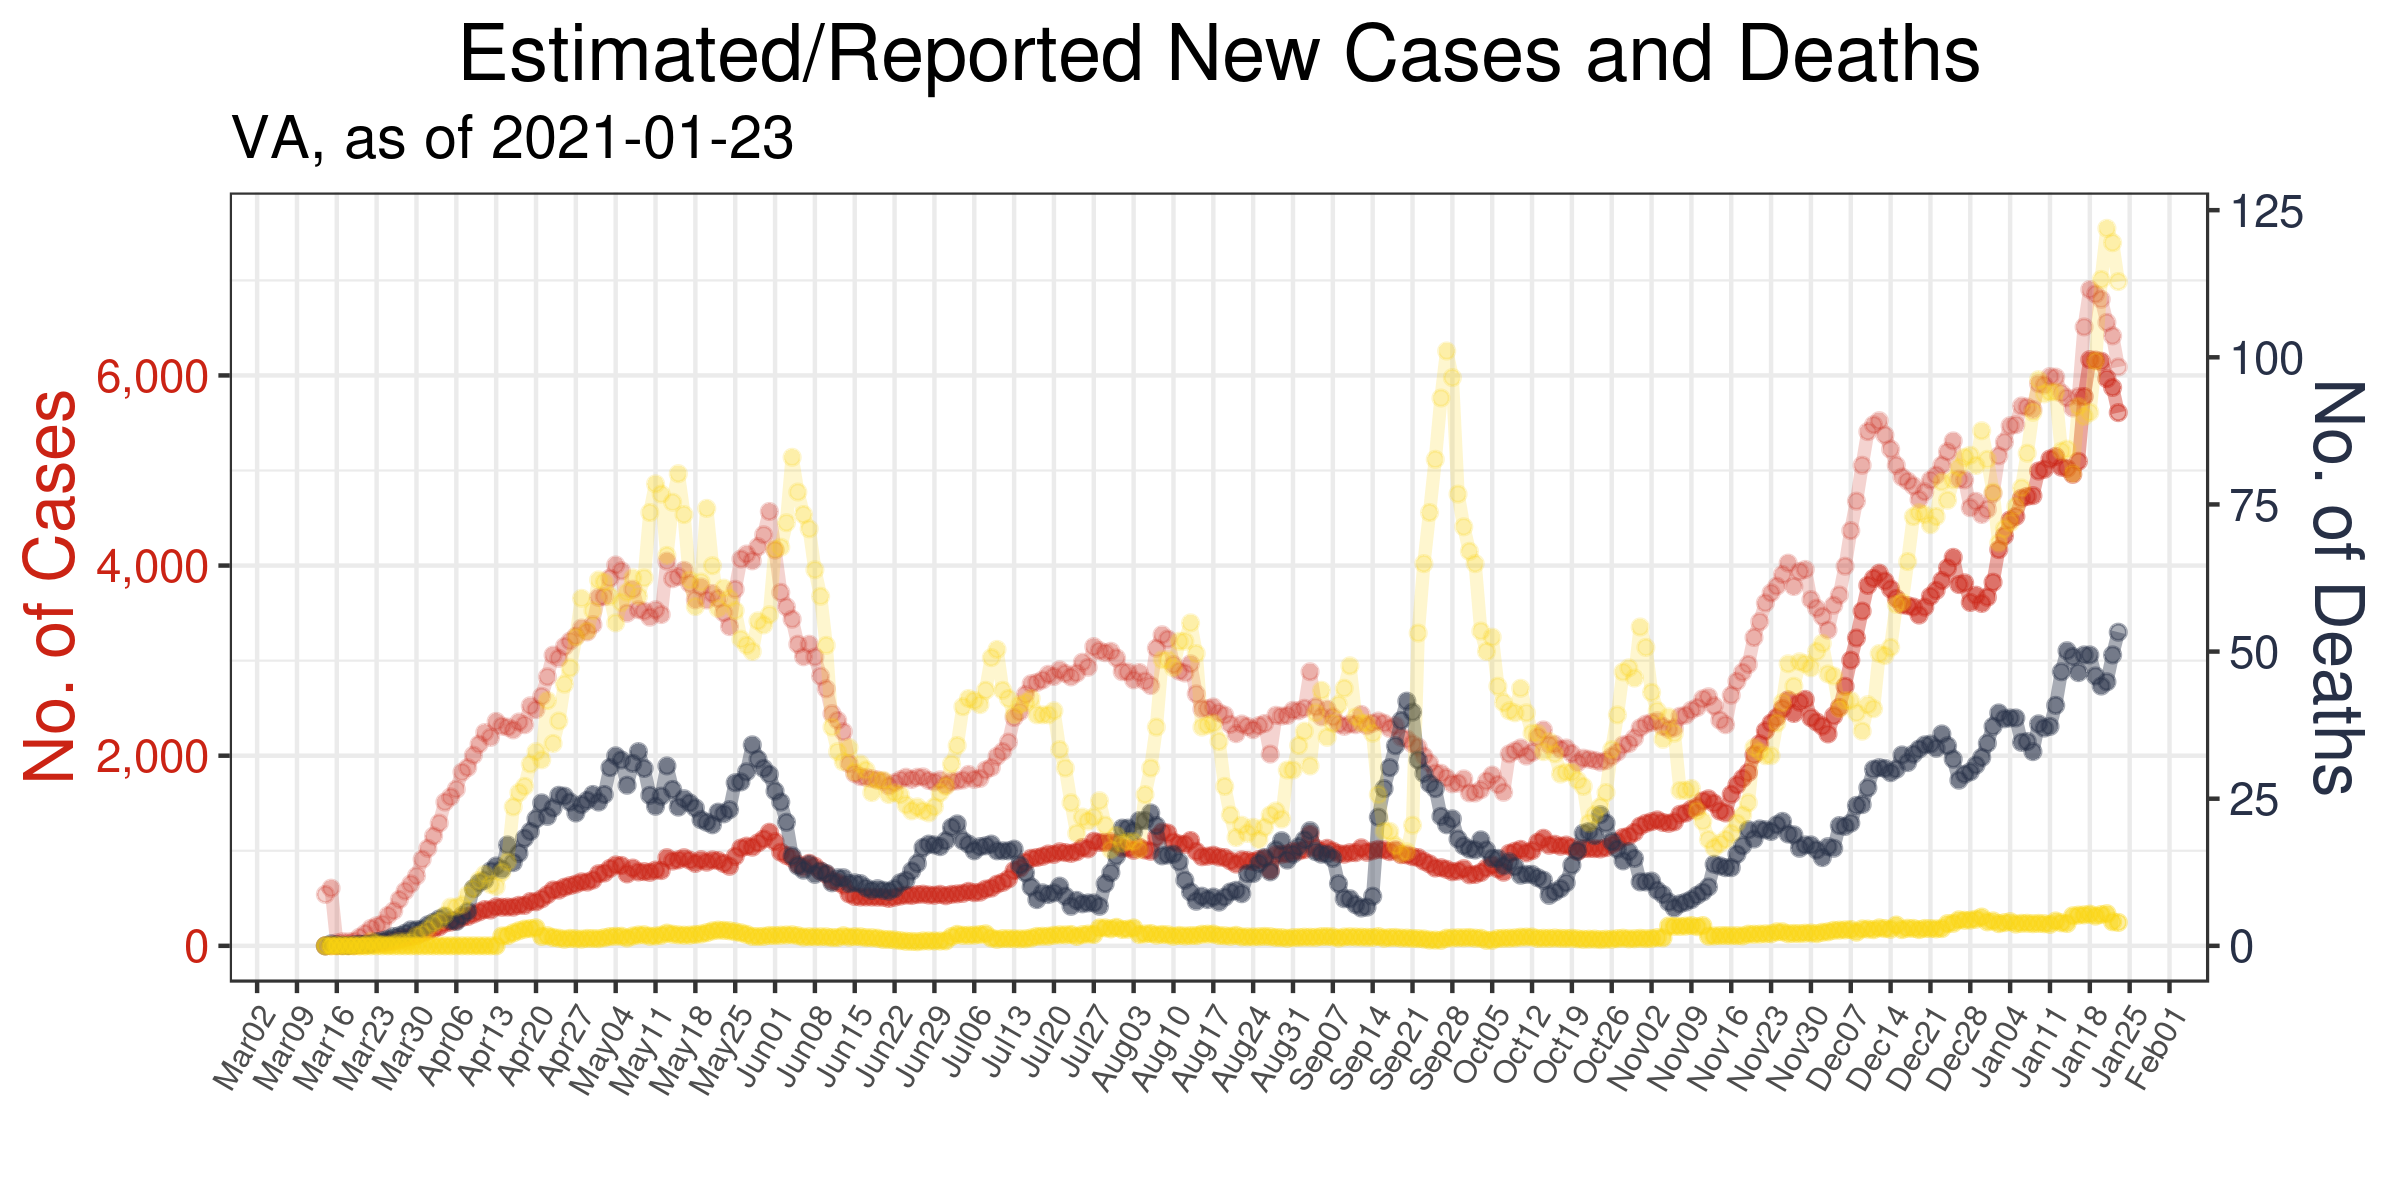 Estimated/Reported New Cases and Deaths
VA, as of 2021-01-23
No. of Cases
6,000
4,000
2,000
0
125
100
75
50
25
0
No. of Deaths
Mar02 Mar09 Mar16 Mar23 Mar30 Apr06 Apr13 Apr20 Apr27 May04 May11 May18 May25 Jun01 Jun08 Jun15 Jun22 Jun29 Jul06 Jul13 Jul20 Jul27 Aug03 Aug10 Aug17 Aug24 Aug31 Sep07 Sep14 Sep21 Sep28 Oct05 Oct12 Oct19 Oct26 Nov02 Nov09 Nov16 Nov23 Nov30 Dec07 Dec14 Dec21 Dec28 Jan04 Jan11 Jan18 Jan25 Feb01